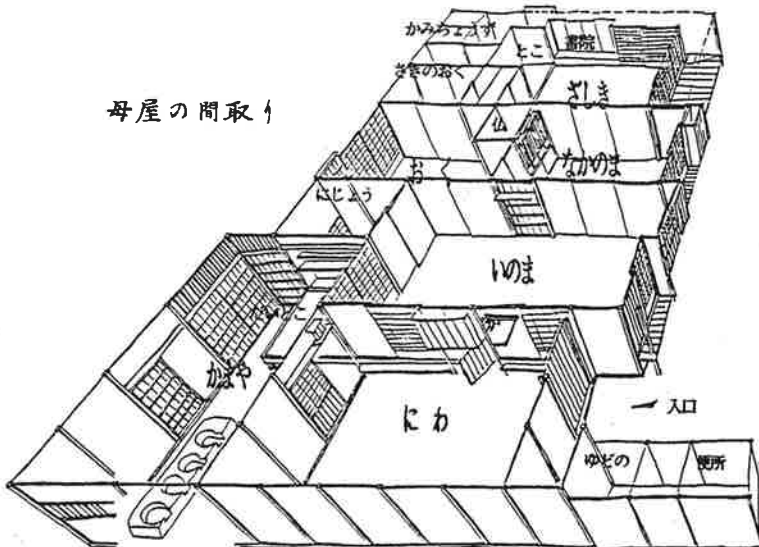 母屋の間取り
かみちょうず
とこ
書院
さきのおく
ざしき
仏
なかのま
お
にじょう
いのま
だいどこ
かまや
か
にわ
入口
ゆどの
便所